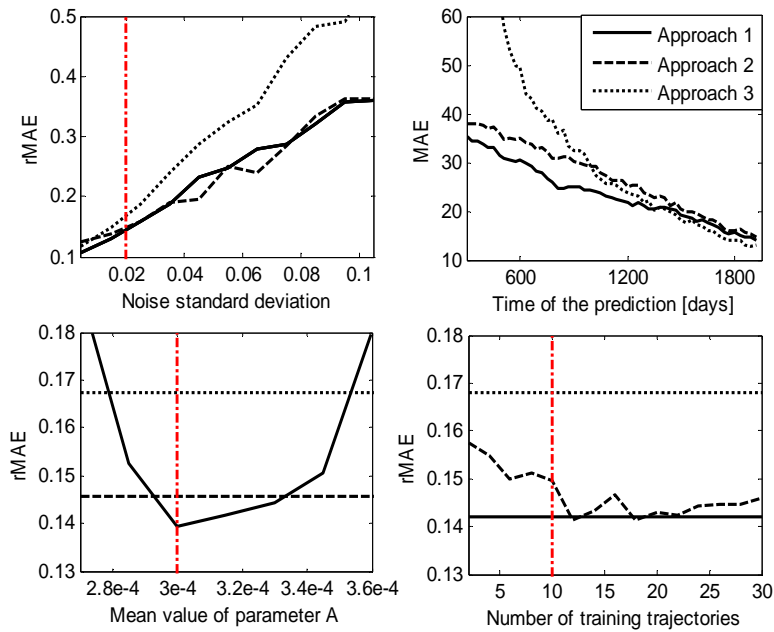 0.5
0.4
0.3
0.2
0.1
rMAE
0.02 0.04 0.06 0.08 0.1
Noise standard deviation
60
50
40
30
20
10
MAE
600 1200 1800
Time of the prediction [days]
Approach 1
Approach 2
Approach 3
0.18
0.17
0.16
0.15
0.14
0.13
rMAE
2.8e-4 3e-4 3.2e-4 3.4e-4 3.6e-4
Mean value of parameter A
0.18
0.17
0.16
0.15
0.14
0.13
rMAE
5 10 15 20 25 30
Number of training trajectories